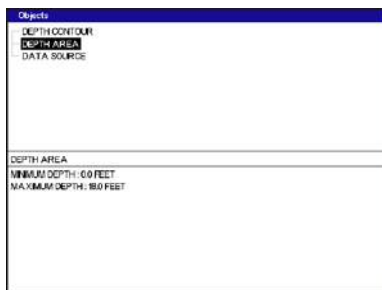 Objects
DEPTH CONTOUR
DEPTH AREA
DATA SOURCE
DEPTH AREA
MINIMUM DEPTH : 0.0 FEET
MAXIMUM DEPTH : 18.0 FEET